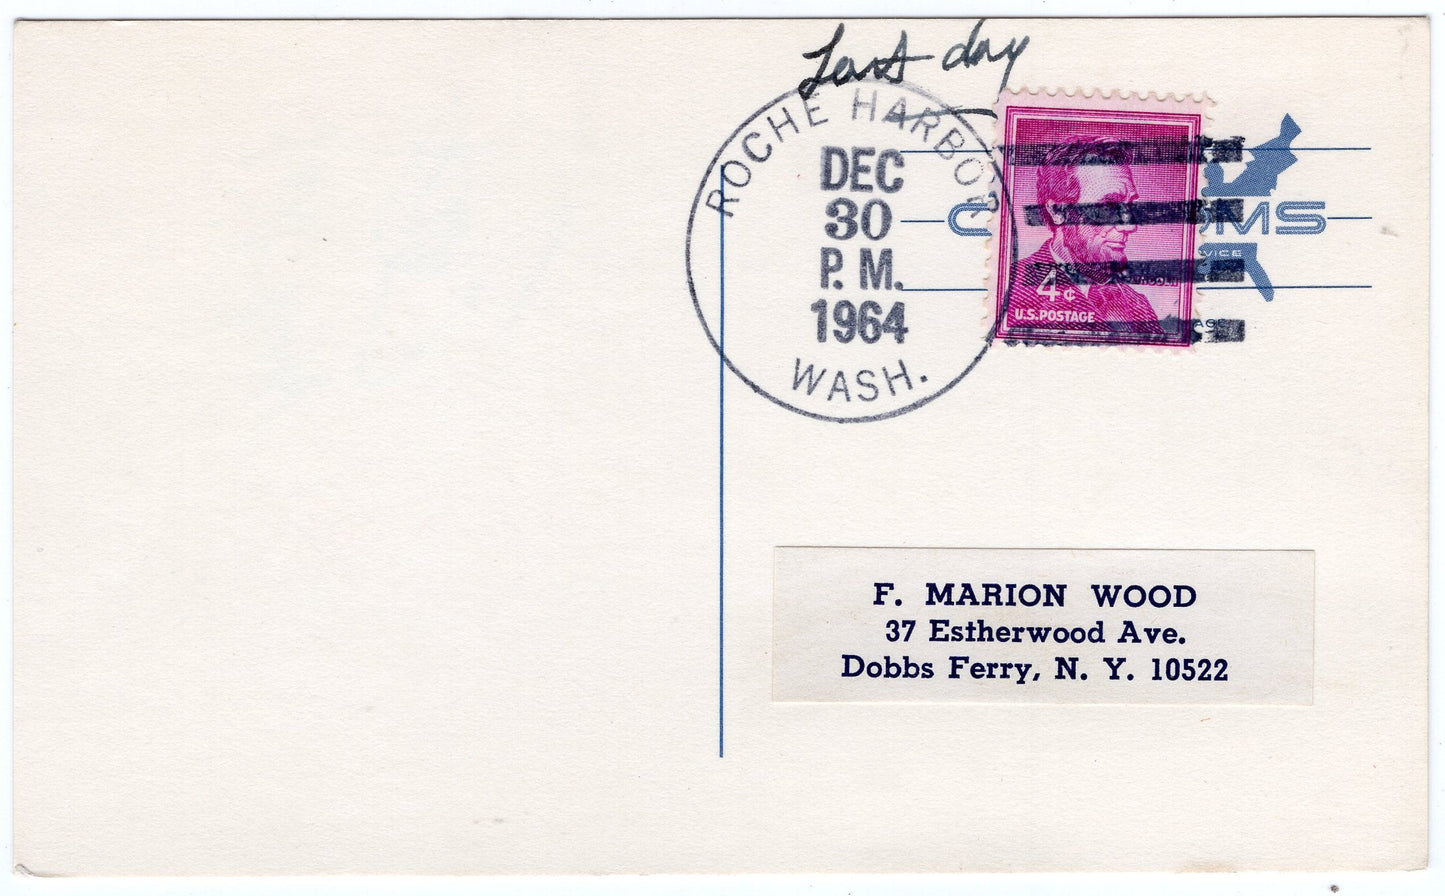 Last day
ROCHE HARBOR
DEC
30
P. M.
1964
WASH.
4¢
U.S. POSTAGE
F. MARION WOOD
37 Estherwood Ave.
Dobbs Ferry, N. Y. 10522